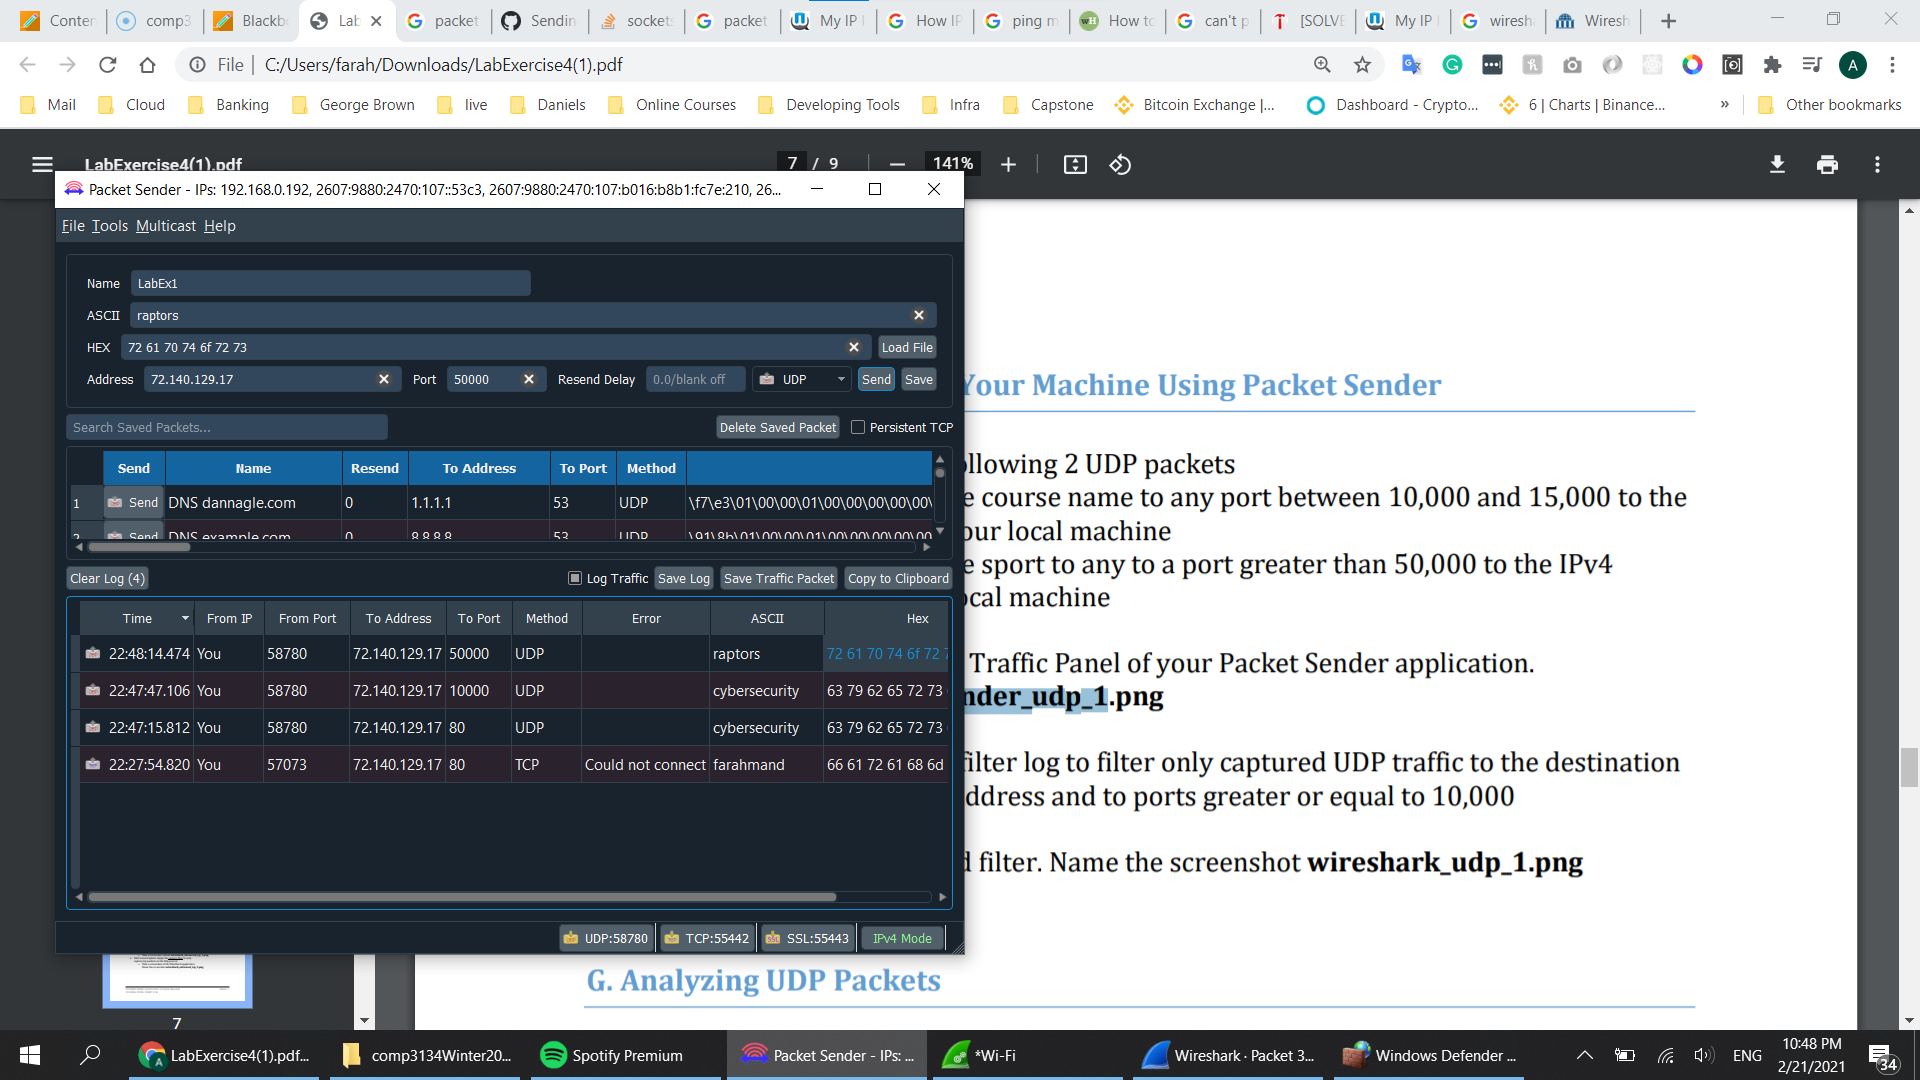 Conten
comp3
Blackb
Lab
packet
Sendin
socket
packet
My IP
How IP
ping m
How to
can't p
[SOLVE
My IP
wiresh
Wiresh
File C:/Users/farah/Downloads/LabExercise4(1).pdf
A
Mail Cloud Banking George Brown live Daniels Online Courses Developing Tools Infra Capstone Bitcoin Exchange |... Dashboard - Crypto... 6 | Charts | Binance... » Other bookmarks
LabExercise4(1).pdf 7 / 9 141%
Packet Sender - IPs: 192.168.0.192, 2607:9880:2470:107::53c3, 2607:9880:2470:107:b016:b8b1:fc7e:210, 26...
File Tools Multicast Help
Name LabEx1
ASCII raptors
HEX 72 61 70 74 6f 72 73 Load File
Address 72.140.129.17 Port 50000 Resend Delay 0.0/blank off UDP Send Save
Search Saved Packets... Delete Saved Packet Persistent TCP
Send Name Resend To Address To Port Method
1 Send DNS dannagle.com 0 1.1.1.1 53 UDP \f7\e3\01\00\00\01\00\00\00\00\00\
2 Send DNS example.com 0 8.8.8.8 53 UDP \91\8b\01\00\00\01\00\00\00\00\00
Clear Log (4) Log Traffic Save Log Save Traffic Packet Copy to Clipboard
Time From IP From Port To Address To Port Method Error ASCII Hex
22:48:14.474 You 58780 72.140.129.17 50000 UDP raptors 72 61 70 74 6f 72 7
22:47:47.106 You 58780 72.140.129.17 10000 UDP cybersecurity 63 79 62 65 72 73
22:47:15.812 You 58780 72.140.129.17 80 UDP cybersecurity 63 79 62 65 72 73
22:27:54.820 You 57073 72.140.129.17 80 TCP Could not connect farahmand 66 61 72 61 68 6d
UDP:58780 TCP:55442 SSL:55443 IPv4 Mode
Your Machine Using Packet Sender
ollowing 2 UDP packets
e course name to any port between 10,000 and 15,000 to the
our local machine
e sport to any to a port greater than 50,000 to the IPv4
ocal machine
Traffic Panel of your Packet Sender application.
nder_udp_1.png
filter log to filter only captured UDP traffic to the destination
ddress and to ports greater or equal to 10,000
d filter. Name the screenshot wireshark_udp_1.png
G. Analyzing UDP Packets
7
LabExercise4(1).pdf... comp3134Winter20... Spotify Premium Packet Sender - IPs: ... *Wi-Fi Wireshark · Packet 3... Windows Defender ... ENG 10:48 PM
2/21/2021
34